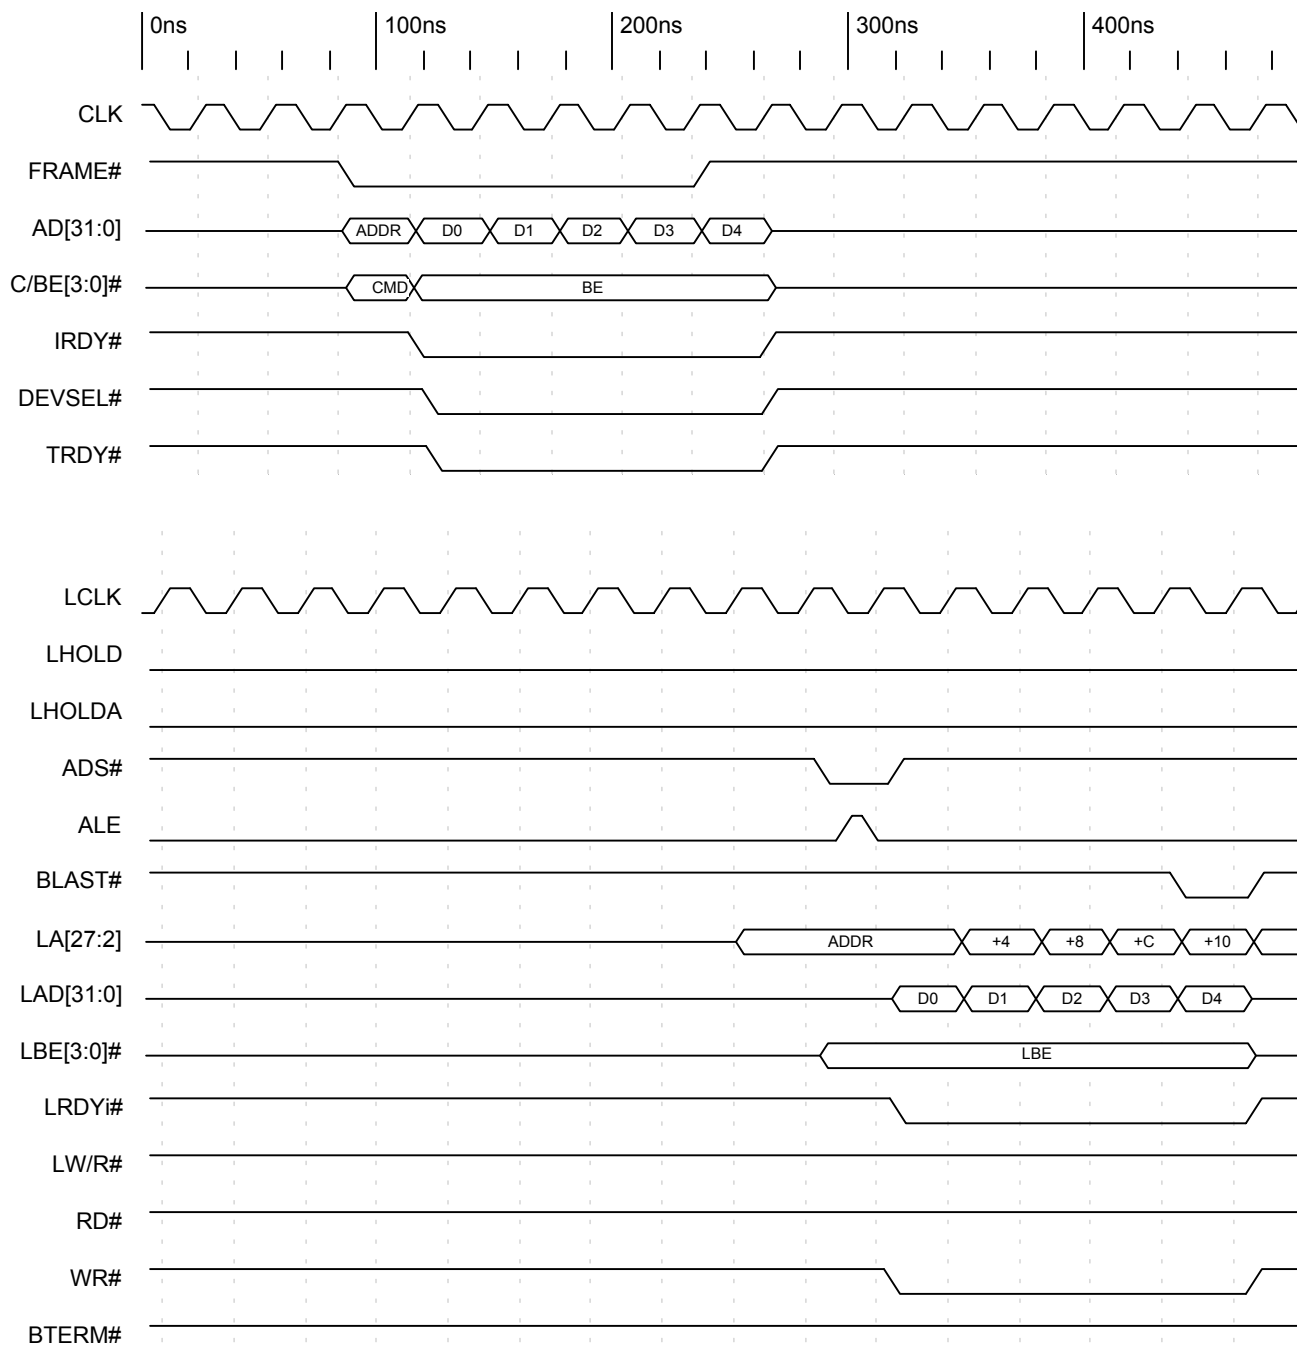 0ns 100ns 200ns 300ns 400ns
CLK
FRAME#
AD[31:0] ADDR D0 D1 D2 D3 D4
C/BE[3:0]# CMD BE
IRDY#
DEVSEL#
TRDY#
LCLK
LHOLD
LHOLDA
ADS#
ALE
BLAST#
LA[27:2] ADDR +4 +8 +C +10
LAD[31:0] D0 D1 D2 D3 D4
LBE[3:0]# LBE
LRDYi#
LW/R#
RD#
WR#
BTERM#